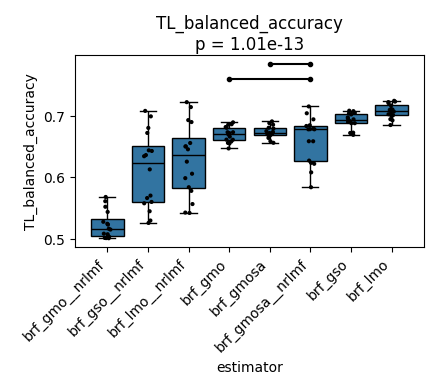 TL_balanced_accuracy
p = 1.01e-13
TL_balanced_accuracy
0.7
0.6
0.5
brf_gmo__nrlmf
brf_gso__nrlmf
brf_lmo__nrlmf
brf_gmo
brf_gmosa
brf_gmosa__nrlmf
brf_gso
brf_lmo
estimator